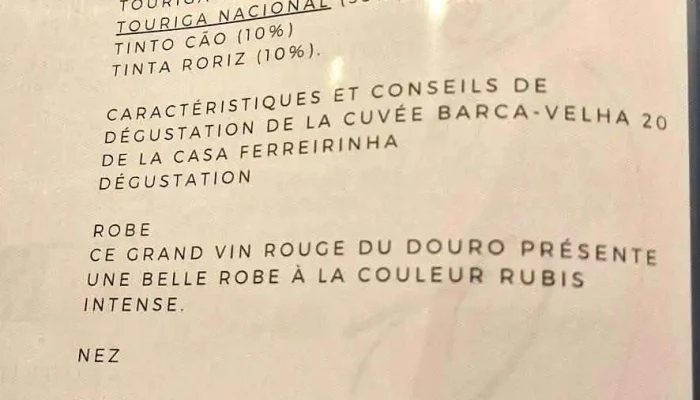 TOURIGA
TOURIGA NACIONAL
TINTO CÃO (10%)
TINTA RORIZ (10%).
CARACTÉRISTIQUES ET CONSEILS DE
DÉGUSTATION DE LA CUVÉE BARCA-VELHA 20
DE LA CASA FERREIRINHA
DÉGUSTATION
ROBE
CE GRAND VIN ROUGE DU DOURO PRÉSENTE
UNE BELLE ROBE À LA COULEUR RUBIS
INTENSE.
NEZ